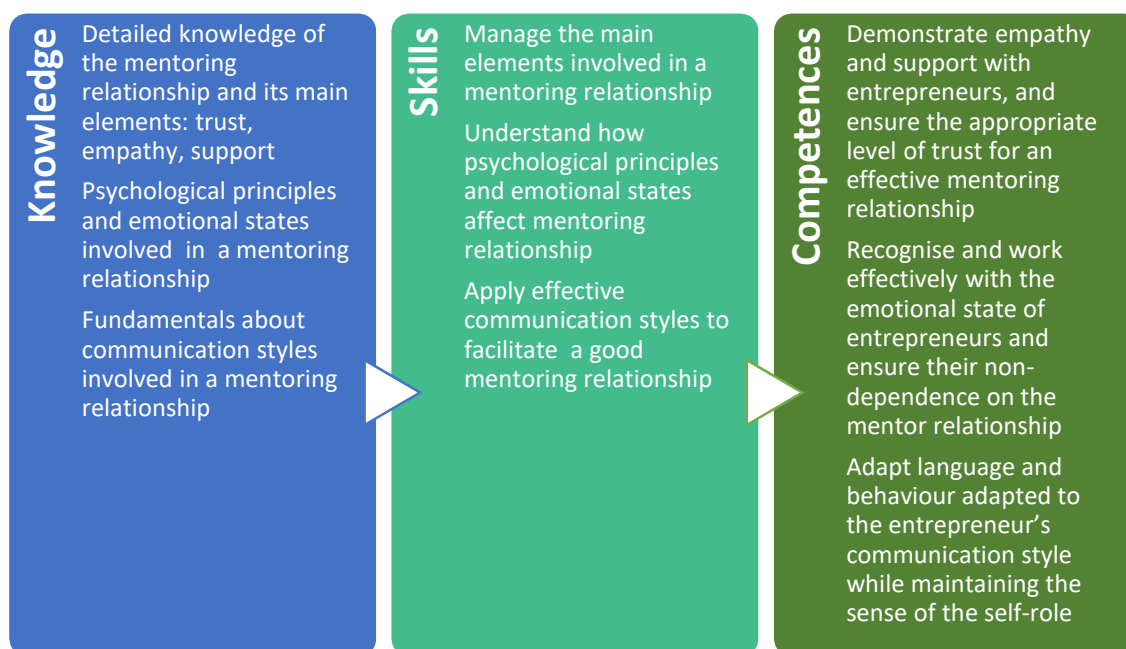 Knowledge
Detailed knowledge of
the mentoring
relationship and its main
elements: trust,
empathy, support
Psychological principles
and emotional states
involved in a mentoring
relationship
Fundamentals about
communication styles
involved in a mentoring
relationship
Skills
Manage the main
elements involved in a
mentoring relationship
Understand how
psychological principles
and emotional states
affect mentoring
relationship
Apply effective
communication styles to
facilitate a good
mentoring relationship
Competences
Demonstrate empathy
and support with
entrepreneurs, and
ensure the appropriate
level of trust for an
effective mentoring
relationship
Recognise and work
effectively with the
emotional state of
entrepreneurs and
ensure their non-
dependence on the
mentor relationship
Adapt language and
behaviour adapted to
the entrepreneur’s
communication style
while maintaining the
sense of the self-role